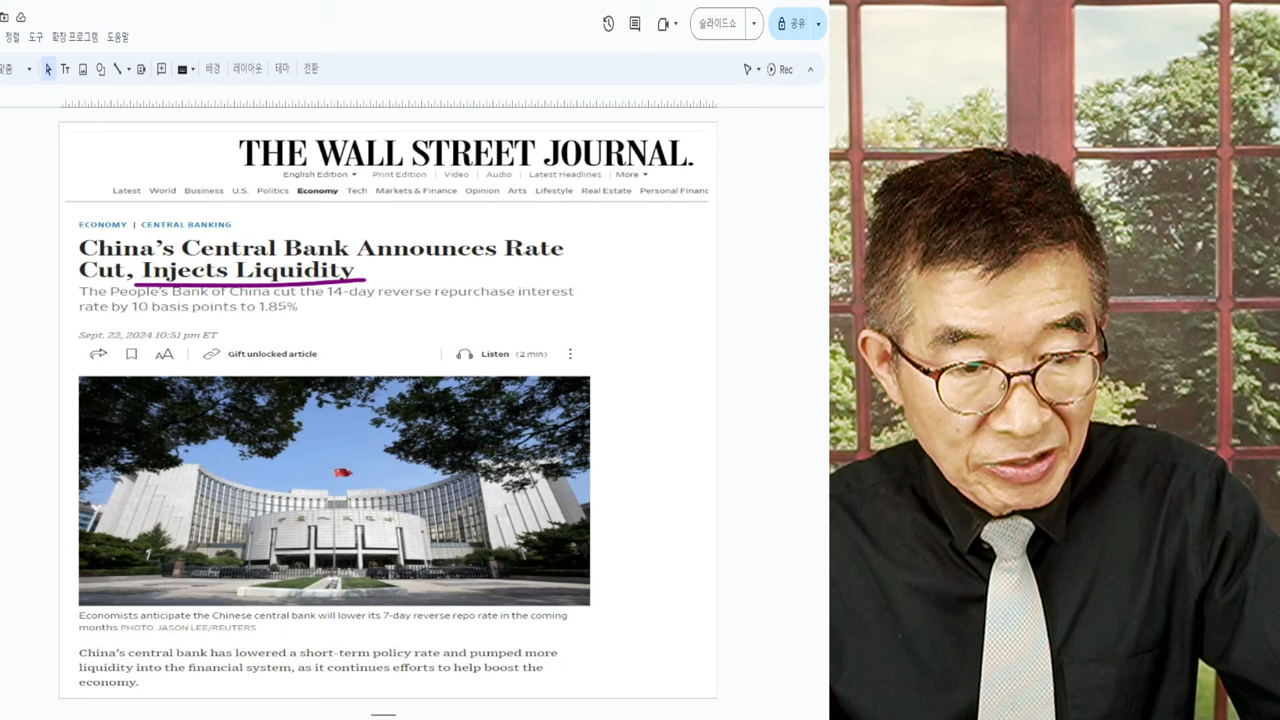 슬라이드쇼
공유
정렬 도구 확장 프로그램 도움말
맞춤
Tт
배경 레이아웃 테마 전환
Rec
THE WALL STREET JOURNAL.
English Edition Print Edition Video Audio Latest Headlines More
Latest World Business U.S. Politics Economy Tech Markets & Finance Opinion Arts Lifestyle Real Estate Personal Financ
ECONOMY | CENTRAL BANKING
China's Central Bank Announces Rate
Cut, Injects Liquidity
The People's Bank of China cut the 14-day reverse repurchase interest
rate by 10 basis points to 1.85%
Sept. 22, 2024 10:51 pm ET
AA Gift unlocked article Listen (2 min)
Economists anticipate the Chinese central bank will lower its 7-day reverse repo rate in the coming
months PHOTO: JASON LEE/REUTERS
China's central bank has lowered a short-term policy rate and pumped more
liquidity into the financial system, as it continues efforts to help boost the
economy.